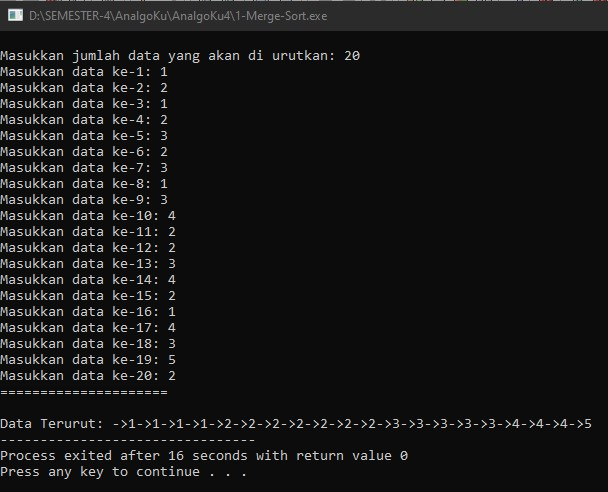 D:\SEMESTER-4\AnalgoKu\AnalgoKu4\1-Merge-Sort.exe
Masukkan jumlah data yang akan di urutkan: 20
Masukkan data ke-1: 1
Masukkan data ke-2: 2
Masukkan data ke-3: 1
Masukkan data ke-4: 2
Masukkan data ke-5: 3
Masukkan data ke-6: 2
Masukkan data ke-7: 3
Masukkan data ke-8: 1
Masukkan data ke-9: 3
Masukkan data ke-10: 4
Masukkan data ke-11: 2
Masukkan data ke-12: 2
Masukkan data ke-13: 3
Masukkan data ke-14: 4
Masukkan data ke-15: 2
Masukkan data ke-16: 1
Masukkan data ke-17: 4
Masukkan data ke-18: 3
Masukkan data ke-19: 5
Masukkan data ke-20: 2
=====================
Data Terurut: ->1->1->1->1->2->2->2->2->2->2->2->3->3->3->3->3->4->4->4->5
--------------------------------
Process exited after 16 seconds with return value 0
Press any key to continue . . .